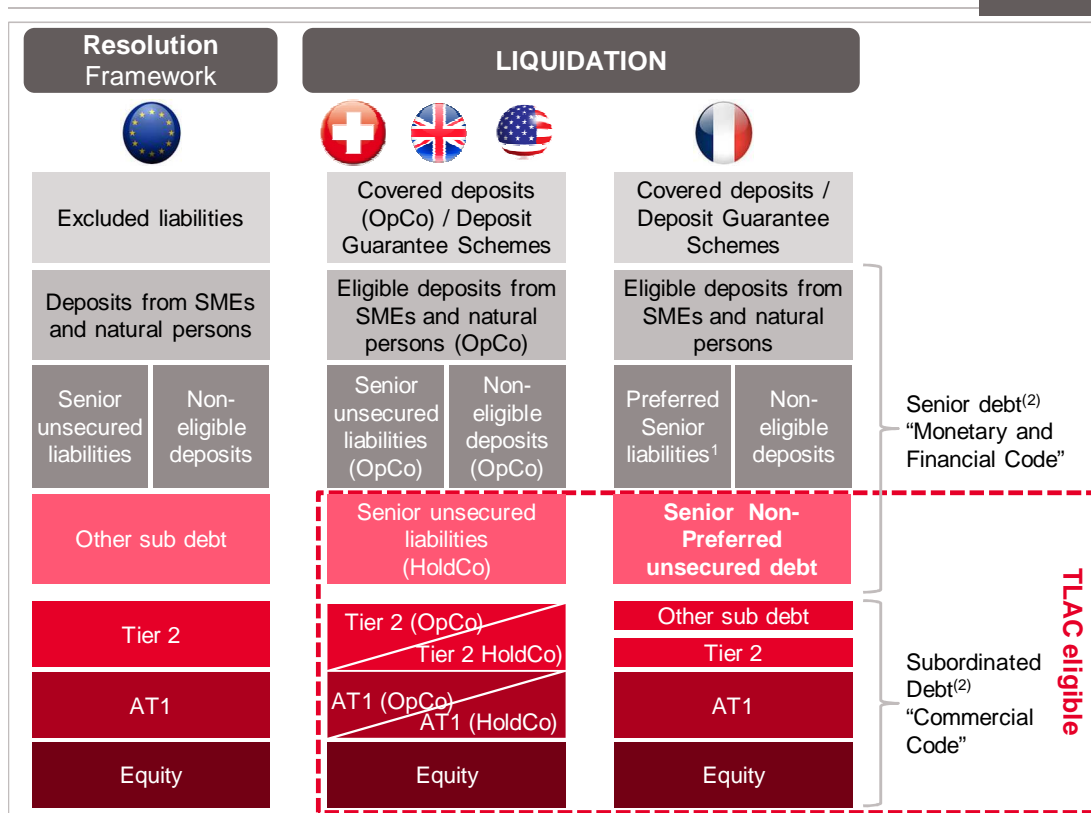 Resolution
Framework
LIQUIDATION
Excluded liabilities
Covered deposits
(OpCo) / Deposit
Guarantee Schemes
Covered deposits /
Deposit Guarantee
Schemes
Deposits from SMEs
and natural persons
Eligible deposits from
SMEs and natural
persons (OpCo)
Eligible deposits from
SMEs and natural
persons
Senior
unsecured
liabilities
Non-
eligible
deposits
Senior
unsecured
liabilities
(OpCo)
Non-
eligible
deposits
(OpCo)
Preferred
Senior
liabilities¹
Non-
eligible
deposits
Senior debt⁽²⁾
“Monetary and
Financial Code”
Other sub debt
Senior unsecured
liabilities
(HoldCo)
Senior Non-
Preferred
unsecured debt
Tier 2
Tier 2 (OpCo)
Tier 2 HoldCo)
Other sub debt
Tier 2
AT1
AT1 (OpCo)
AT1 (HoldCo)
AT1
Subordinated
Debt⁽²⁾
“Commercial
Code”
Equity
Equity
Equity
TLAC eligible